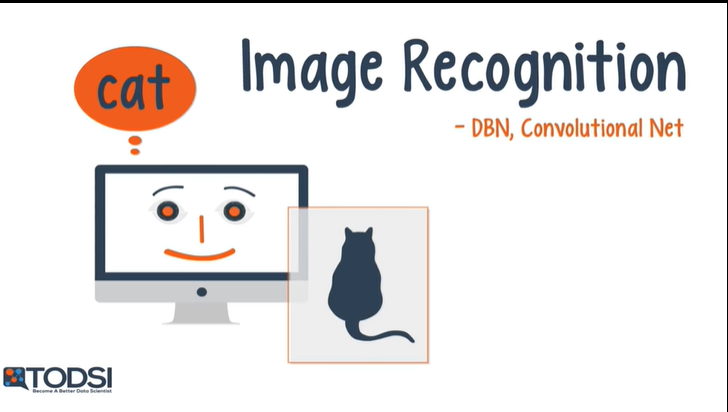 cat
Image Recognition
- DBN, Convolutional Net
TODSI
Become A Better Data Scientist